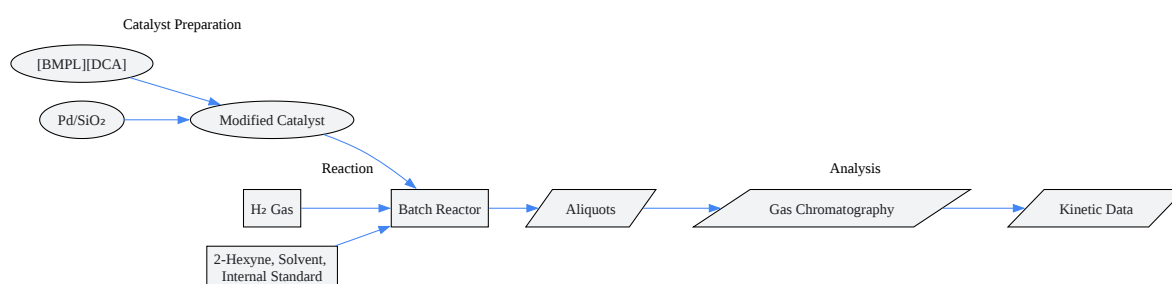 Catalyst Preparation
[BMPL][DCA]
Pd/SiO₂
Modified Catalyst
Reaction
Analysis
H₂ Gas
Batch Reactor
Aliquots
Gas Chromatography
Kinetic Data
2-Hexyne, Solvent,
Internal Standard